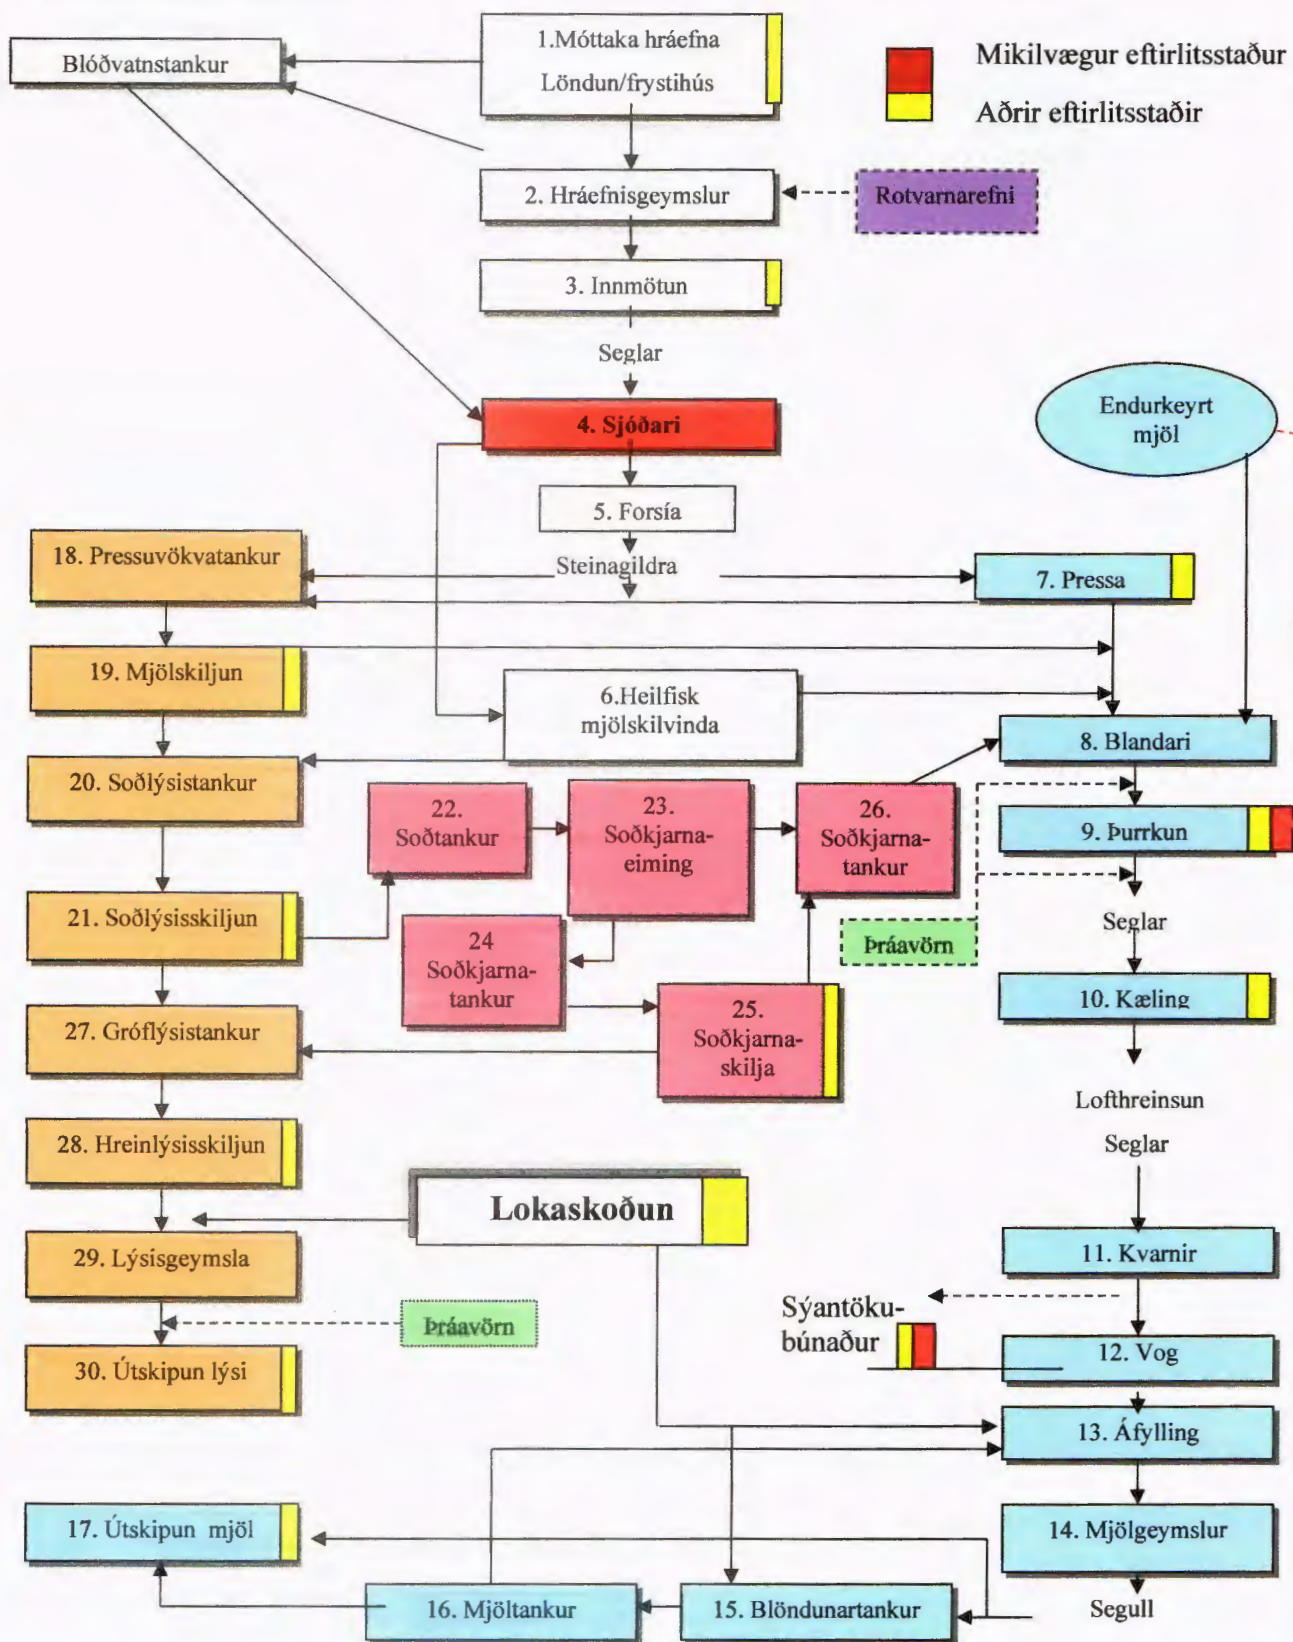 1.Móttaka hráefna
Löndun/frystihús
Blóðvatnstankur
Mikilvægur eftirlitsstaður
Aðrir eftirlitsstaðir
2. Hráefnisgeymslur
Rotvarnarefni
3. Innmötun
Seglar
4. Sjóðari
Endurkeyrt
mjöl
5. Forsía
Steinagildra
18. Pressuvökvatankur
7. Pressa
19. Mjölskiljun
6.Heilfisk
mjölskilvinda
8. Blandari
20. Soðlýsistankur
22.
Soðtankur
23.
Soðkjarna-
eiming
26.
Soðkjarna-
tankur
9. Þurrkun
21. Soðlýsisskiljun
24
Soðkjarna-
tankur
Þráavörn
Seglar
10. Kæling
27. Gróflýsistankur
25.
Soðkjarna-
skilja
Lofthreinsun
Seglar
28. Hreinlýsisskiljun
Lokaskoðun
29. Lýsisgeymsla
11. Kvarnir
Þráavörn
Sýantöku-
búnaður
12. Vog
30. Útskipun lýsi
13. Áfylling
17. Útskipun mjöl
14. Mjölgeymslur
16. Mjöltankur
15. Blöndunartankur
Segull